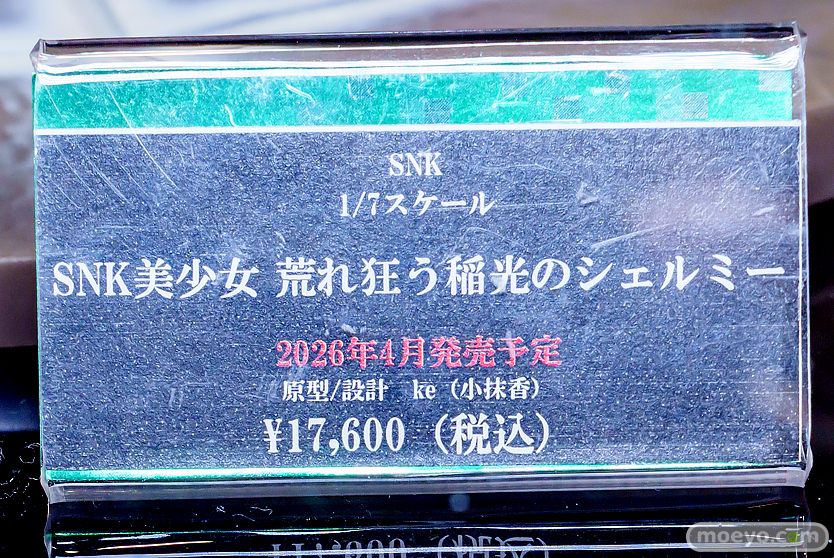 SNK
1/7スケール
SNK美少女 荒れ狂う稲光のシェルミー
2026年4月発売予定
原型/設計 ke（小抹香）
¥17,600（税込）
moeyo.com